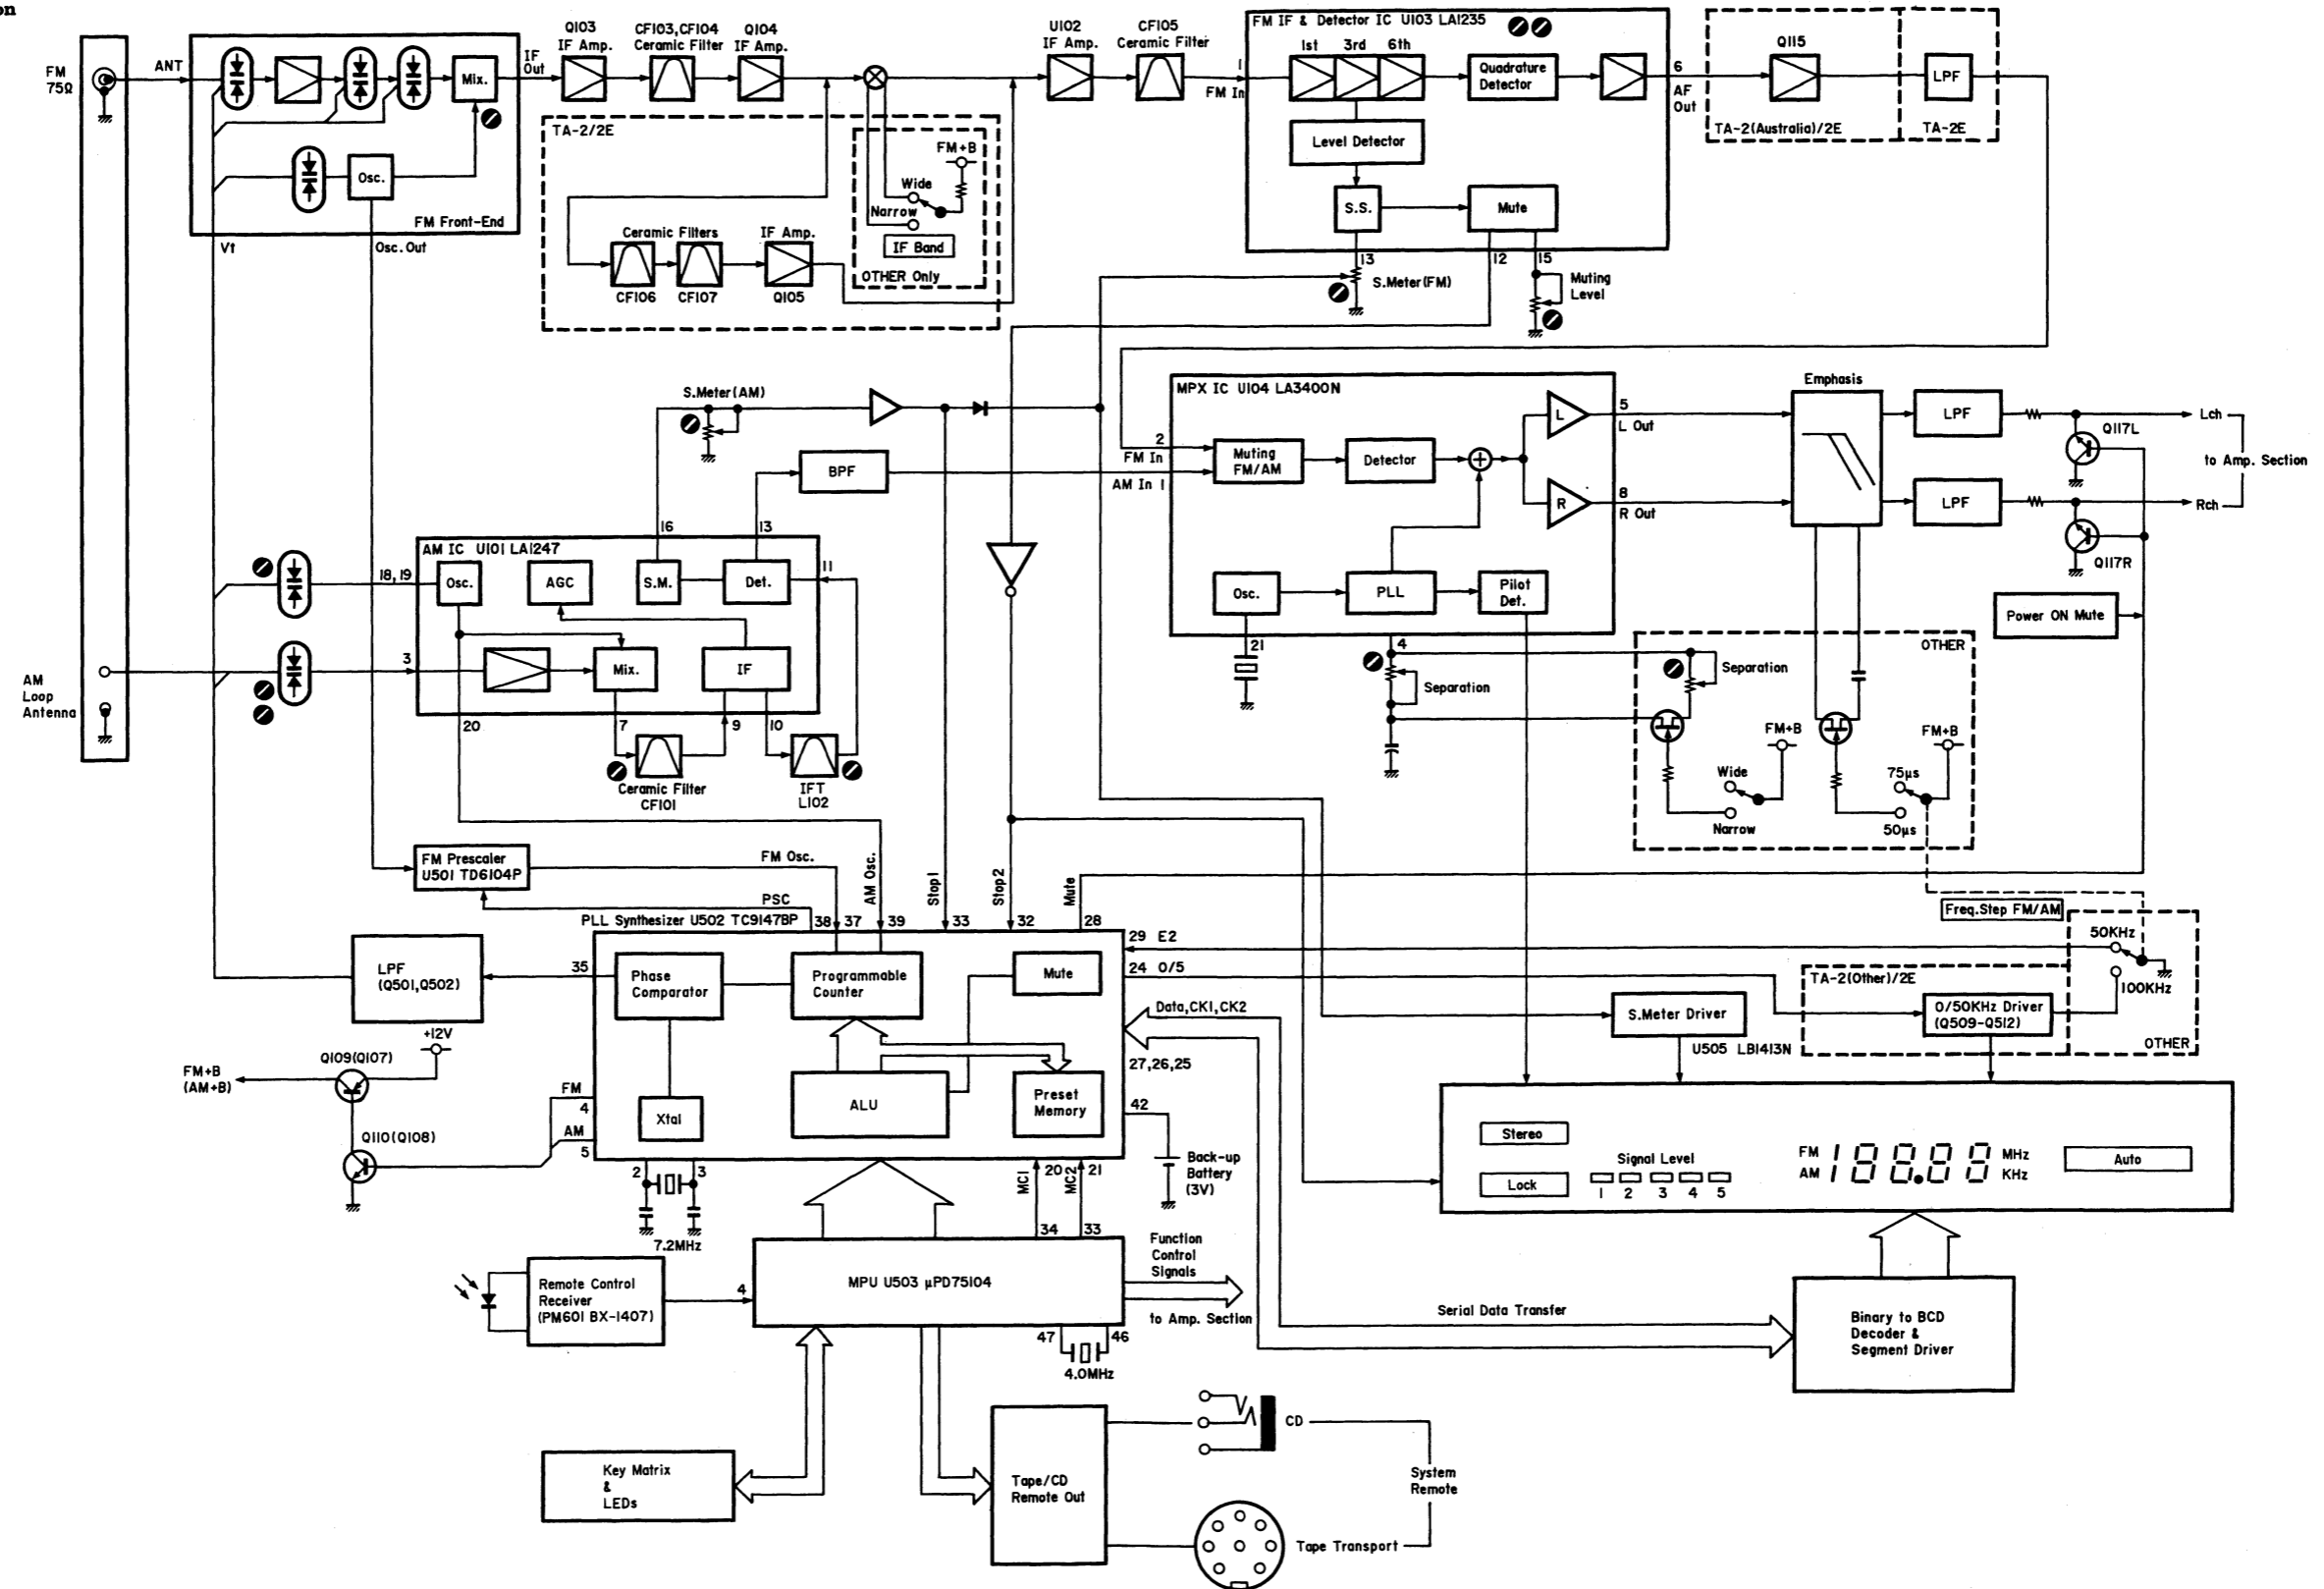 on
FM
75Ω
ANT
Mix.
Osc.
FM Front-End
IF
Out
Vt
Osc. Out
Q103
IF Amp.
CF103,CF104
Ceramic Filter
Q104
IF Amp.
U102
IF Amp.
CF105
Ceramic Filter
TA-2/2E
Ceramic Filters
IF Amp.
CF106
CF107
Q105
FM+B
Wide
Narrow
IF Band
OTHER Only
FM IF & Detector IC U103 LA1235
1st
3rd
6th
1
FM In
Quadrature
Detector
Level Detector
S.S.
Mute
6
AF
Out
13
12
15
S.Meter(FM)
Muting
Level
Q115
LPF
TA-2(Australia)/2E
TA-2E
S.Meter(AM)
BPF
MPX IC U104 LA3400N
2
FM In
AM In 1
Muting
FM/AM
Detector
L
R
5
L Out
8
R Out
Osc.
PLL
Pilot
Det.
21
4
Separation
Emphasis
LPF
LPF
Lch
Rch
to Amp. Section
Q117L
Q117R
Power ON Mute
OTHER
Separation
FM+B
Wide
Narrow
FM+B
75µs
50µs
16
13
AM IC U101 LA1247
18,19
Osc.
AGC
S.M.
Det.
11
3
Mix.
IF
20
7
9
10
Ceramic Filter
CF101
IFT
L102
AM
Loop
Antenna
FM Prescaler
U501 TD6104P
FM Osc.
PSC
AM Osc.
Stop1
Stop2
Mute
PLL Synthesizer U502 TC9147BP
38
37
39
33
32
28
LPF
(Q501,Q502)
35
Phase
Comparator
Programmable
Counter
Mute
ALU
Preset
Memory
Xtal
29 E2
24 0/5
Data,CK1,CK2
27,26,25
42
Back-up
Battery
(3V)
+12V
Q109(Q107)
FM+B
(AM+B)
Q110(Q108)
FM
4
AM
5
2
3
7.2MHz
MC1
20
MC2
21
34
33
Freq.Step FM/AM
50KHz
100KHz
OTHER
TA-2(Other)/2E
0/50KHz Driver
(Q509-Q512)
S.Meter Driver
U505 LB1413N
Stereo
Lock
Signal Level
1 2 3 4 5
FM
AM
188.88
MHz
KHz
Auto
Remote Control
Receiver
(PM601 BX-1407)
4
MPU U503 µPD75104
Function
Control
Signals
to Amp. Section
47
46
4.0MHz
Serial Data Transfer
Binary to BCD
Decoder &
Segment Driver
Key Matrix
&
LEDs
Tape/CD
Remote Out
CD
System
Remote
Tape Transport